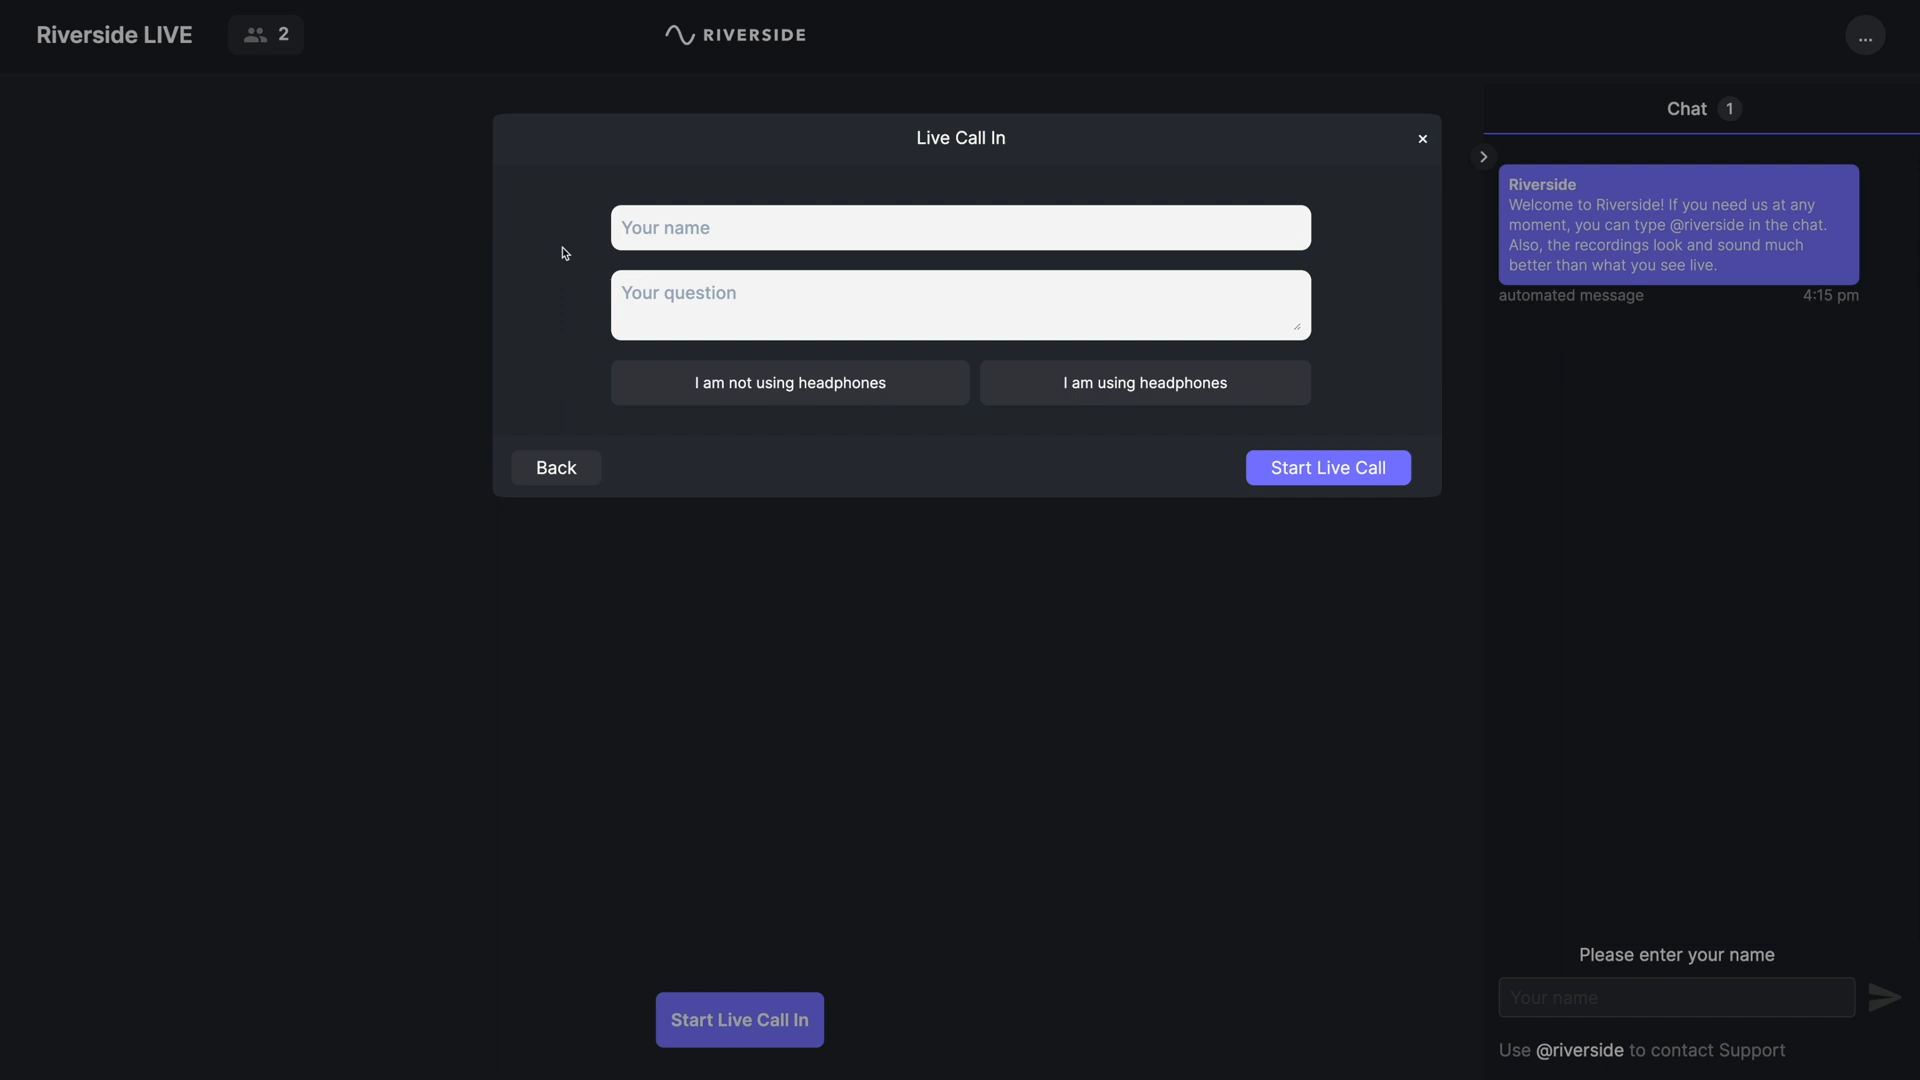 Riverside LIVE
2
RIVERSIDE
...
Live Call In
×
Your name
Your question
I am not using headphones
I am using headphones
Back
Start Live Call
Chat 1
Riverside
Welcome to Riverside! If you need us at any
moment, you can type @riverside in the chat.
Also, the recordings look and sound much
better than what you see live.
automated message
4:15 pm
Start Live Call In
Please enter your name
Your name
Use @riverside to contact Support